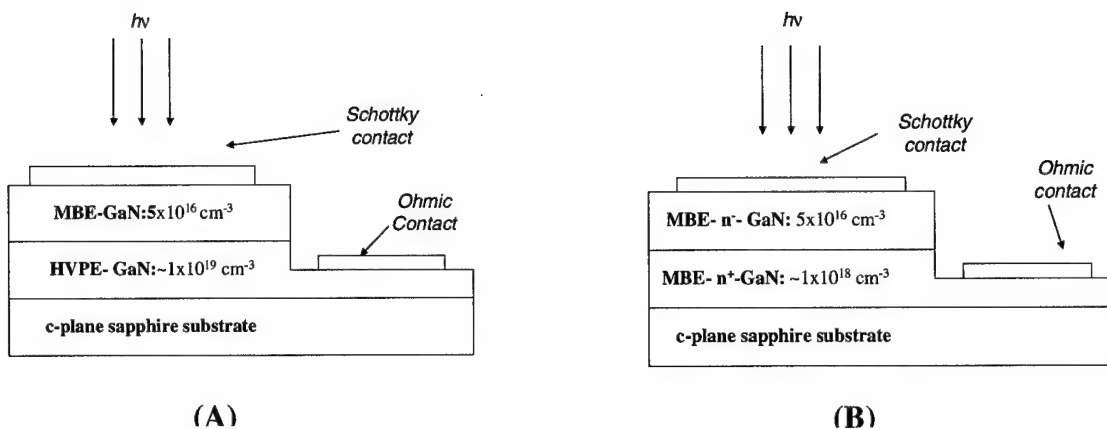 hν
Schottky
contact
Ohmic
Contact
MBE-GaN:5x10¹⁶ cm⁻³
HVPE- GaN:~1x10¹⁹ cm⁻³
c-plane sapphire substrate
(A)
hν
Schottky
contact
Ohmic
contact
MBE- n⁻- GaN: 5x10¹⁶ cm⁻³
MBE- n⁺-GaN: ~1x10¹⁸ cm⁻³
c-plane sapphire substrate
(B)